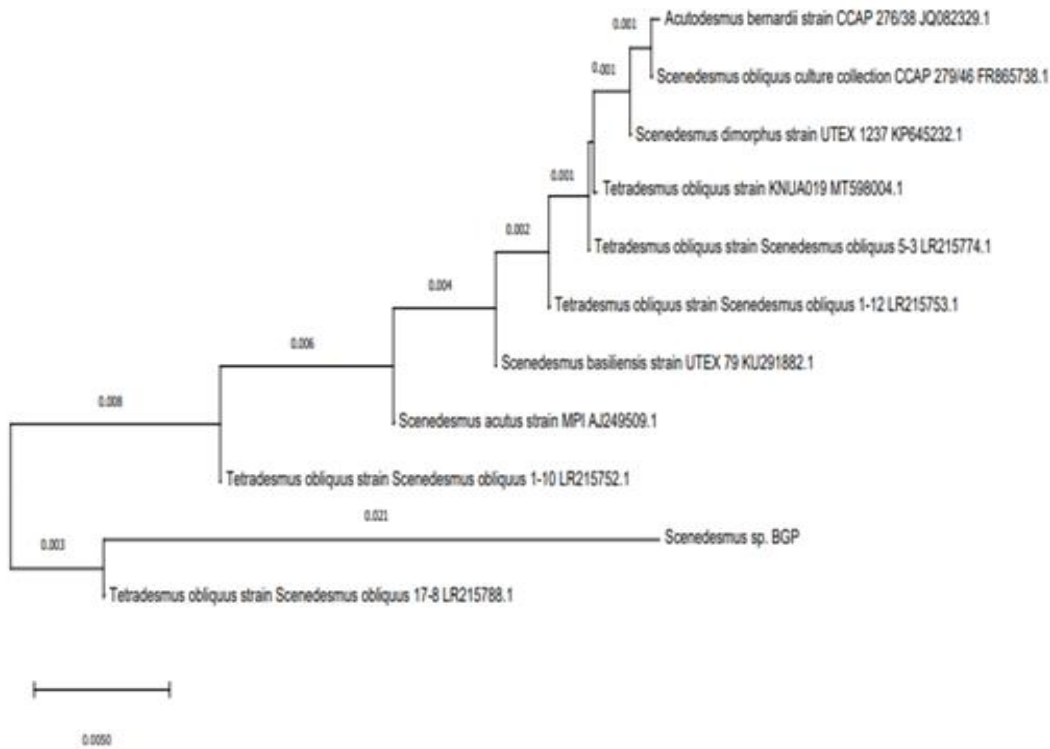 0.001
Acutodesmus bernardii strain CCAP 276/38 JQ082329.1
0.001
Scenedesmus obliquus culture collection CCAP 279/46 FR865738.1
Scenedesmus dimorphus strain UTEX 1237 KP645232.1
0.001
Tetradesmus obliquus strain KNUA019 MT598004.1
0.002
Tetradesmus obliquus strain Scenedesmus obliquus 5-3 LR215774.1
0.004
Tetradesmus obliquus strain Scenedesmus obliquus 1-12 LR215753.1
0.006
Scenedesmus basiliensis strain UTEX 79 KU291882.1
0.008
Scenedesmus acutus strain MPI AJ249509.1
Tetradesmus obliquus strain Scenedesmus obliquus 1-10 LR215752.1
0.021
Scenedesmus sp. BGP
0.003
Tetradesmus obliquus strain Scenedesmus obliquus 17-8 LR215788.1
0.0050